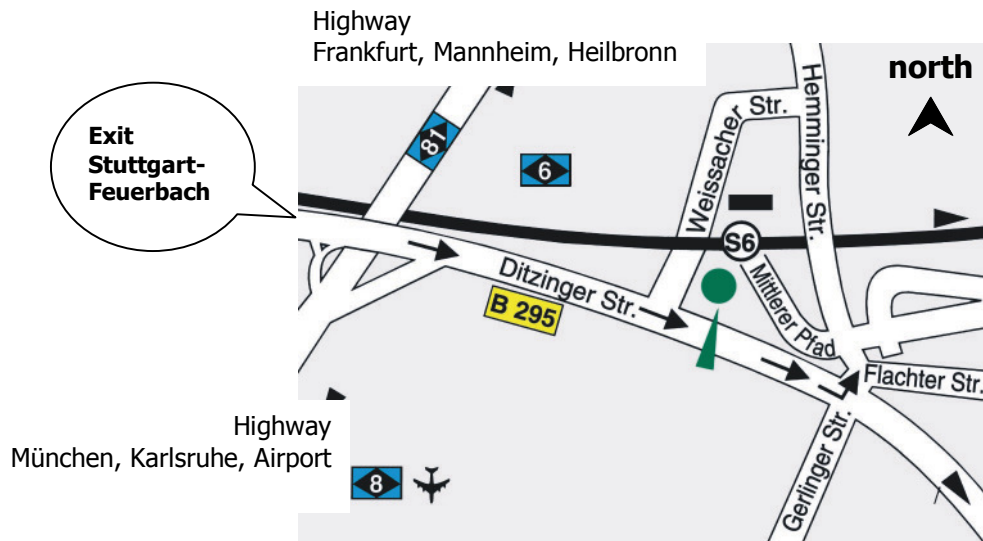 Highway
Frankfurt, Mannheim, Heilbronn
north
Exit
Stuttgart-
Feuerbach
81
6
Weissacher Str.
Hemminger Str.
S6
Ditzinger Str.
B 295
Mittlerer Pfad
Flachter Str.
Gerlinger Str.
Highway
München, Karlsruhe, Airport
8